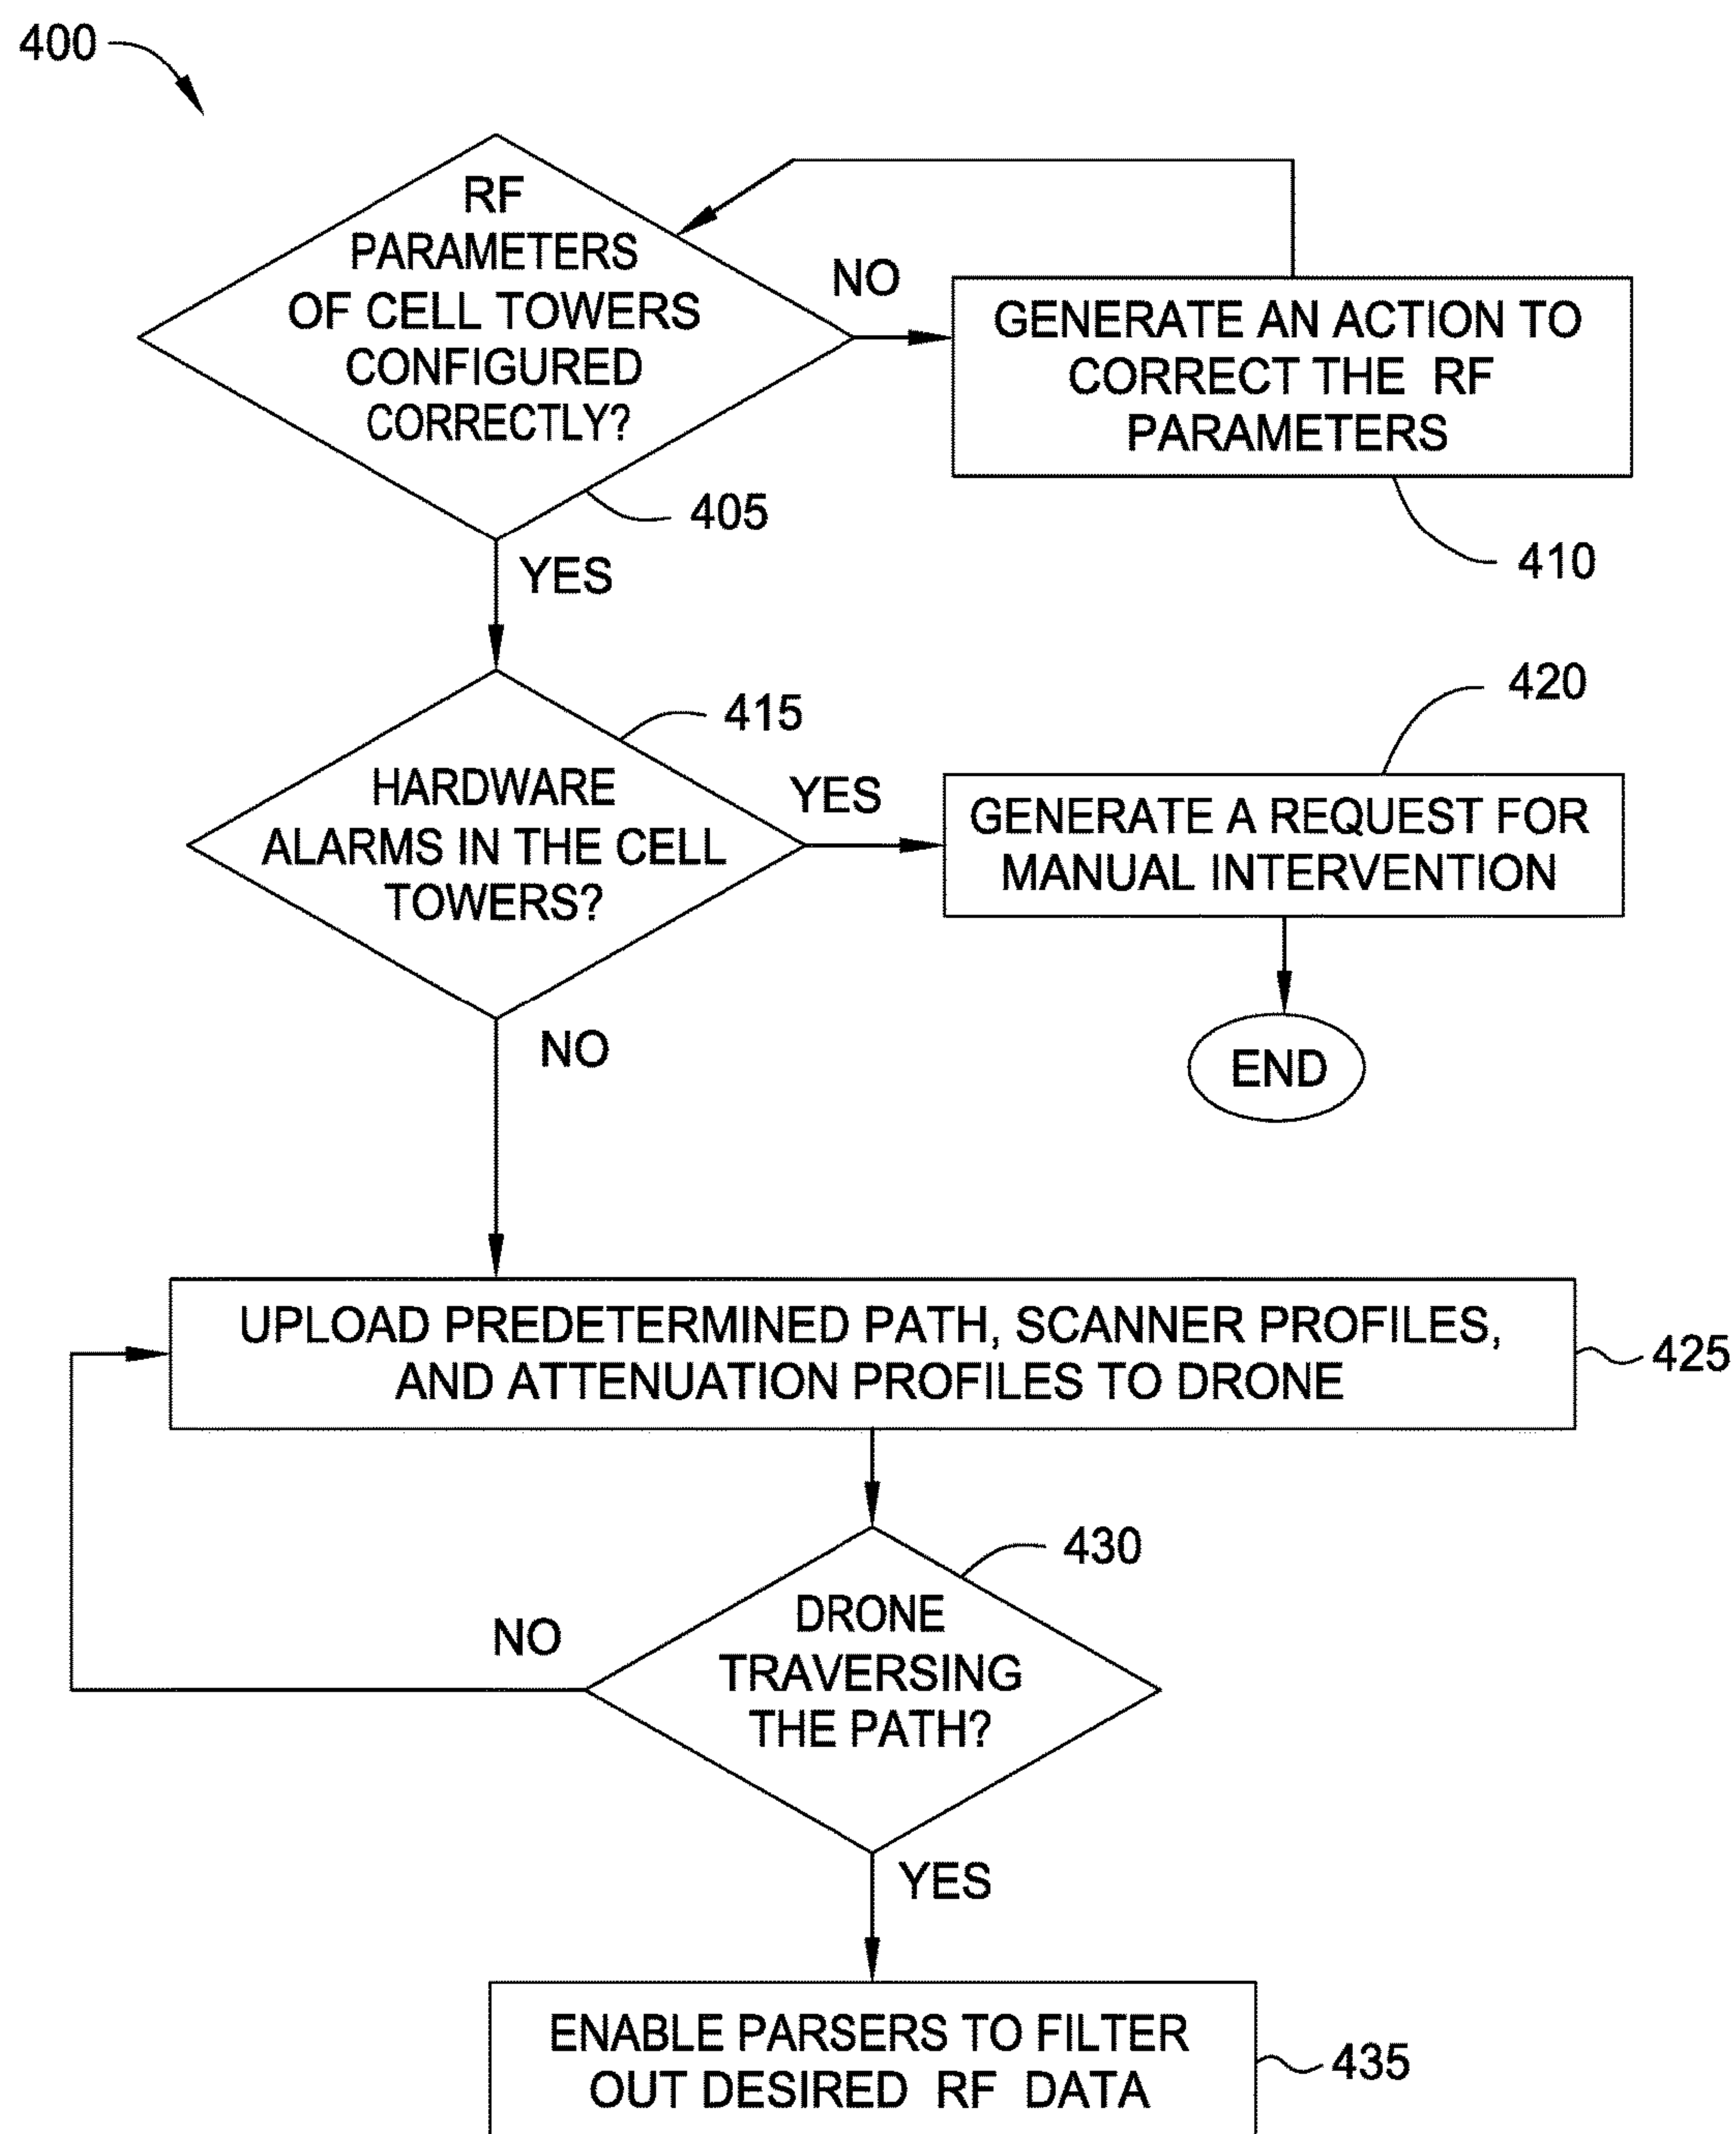 400
RF
PARAMETERS
OF CELL TOWERS
CONFIGURED
CORRECTLY?
405
NO
GENERATE AN ACTION TO
CORRECT THE RF
PARAMETERS
410
YES
415
HARDWARE
ALARMS IN THE CELL
TOWERS?
YES
420
GENERATE A REQUEST FOR
MANUAL INTERVENTION
END
NO
UPLOAD PREDETERMINED PATH, SCANNER PROFILES,
AND ATTENUATION PROFILES TO DRONE
425
430
DRONE
TRAVERSING
THE PATH?
NO
YES
ENABLE PARSERS TO FILTER
OUT DESIRED RF DATA
435